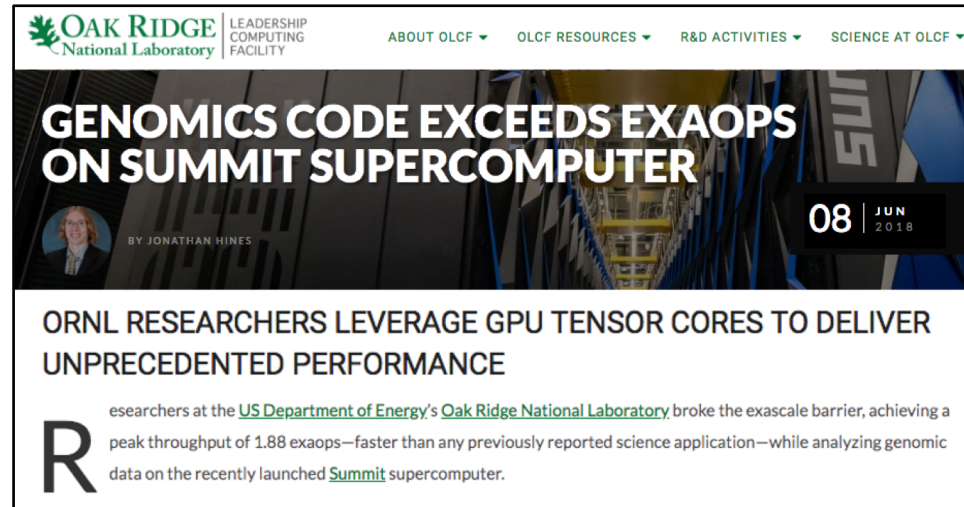 OAK RIDGE
National Laboratory
LEADERSHIP
COMPUTING
FACILITY
ABOUT OLCF
OLCF RESOURCES
R&D ACTIVITIES
SCIENCE AT OLCF
GENOMICS CODE EXCEEDS EXAOPS
ON SUMMIT SUPERCOMPUTER
BY JONATHAN HINES
08
JUN
2018
ORNL RESEARCHERS LEVERAGE GPU TENSOR CORES TO DELIVER
UNPRECEDENTED PERFORMANCE
Researchers at the US Department of Energy's Oak Ridge National Laboratory broke the exascale barrier, achieving a
peak throughput of 1.88 exaops—faster than any previously reported science application—while analyzing genomic
data on the recently launched Summit supercomputer.